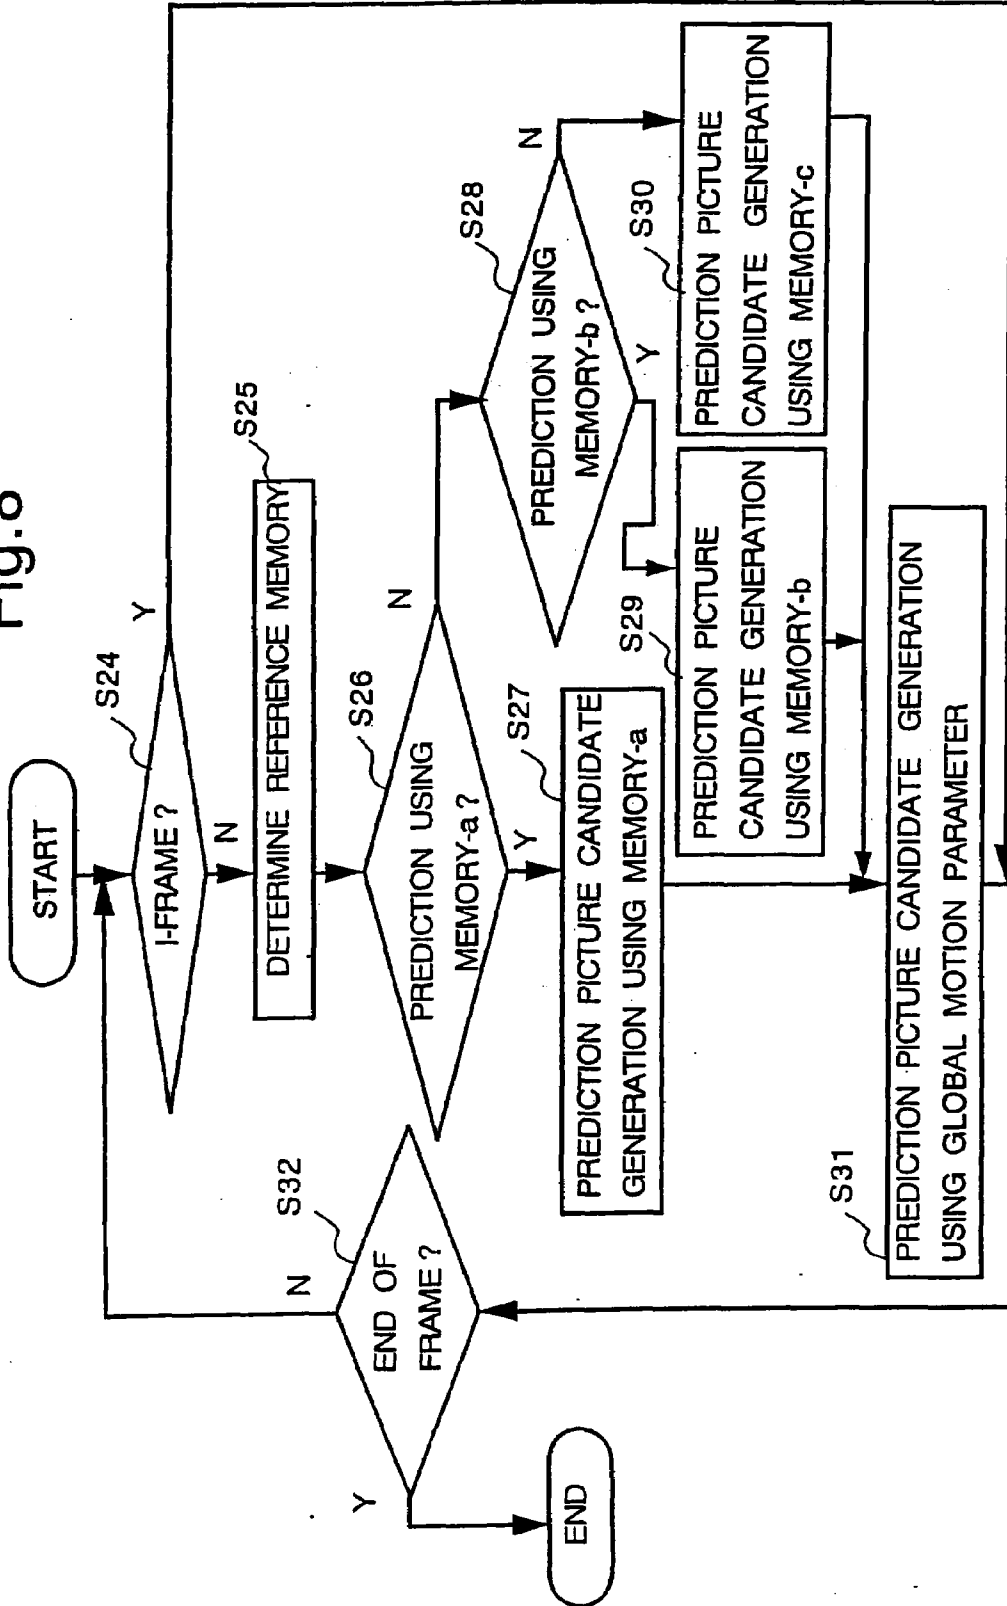 Fig.8
START
S24
I-FRAME ?
Y
N
S25
DETERMINE REFERENCE MEMORY
S26
PREDICTION USING
MEMORY-a ?
N
Y
S27
PREDICTION PICTURE CANDIDATE
GENERATION USING MEMORY-a
S28
PREDICTION USING
MEMORY-b ?
N
Y
S29
PREDICTION PICTURE
CANDIDATE GENERATION
USING MEMORY-b
S30
PREDICTION PICTURE
CANDIDATE GENERATION
USING MEMORY-c
S31
PREDICTION PICTURE CANDIDATE GENERATION
USING GLOBAL MOTION PARAMETER
S32
END OF
FRAME ?
N
Y
END